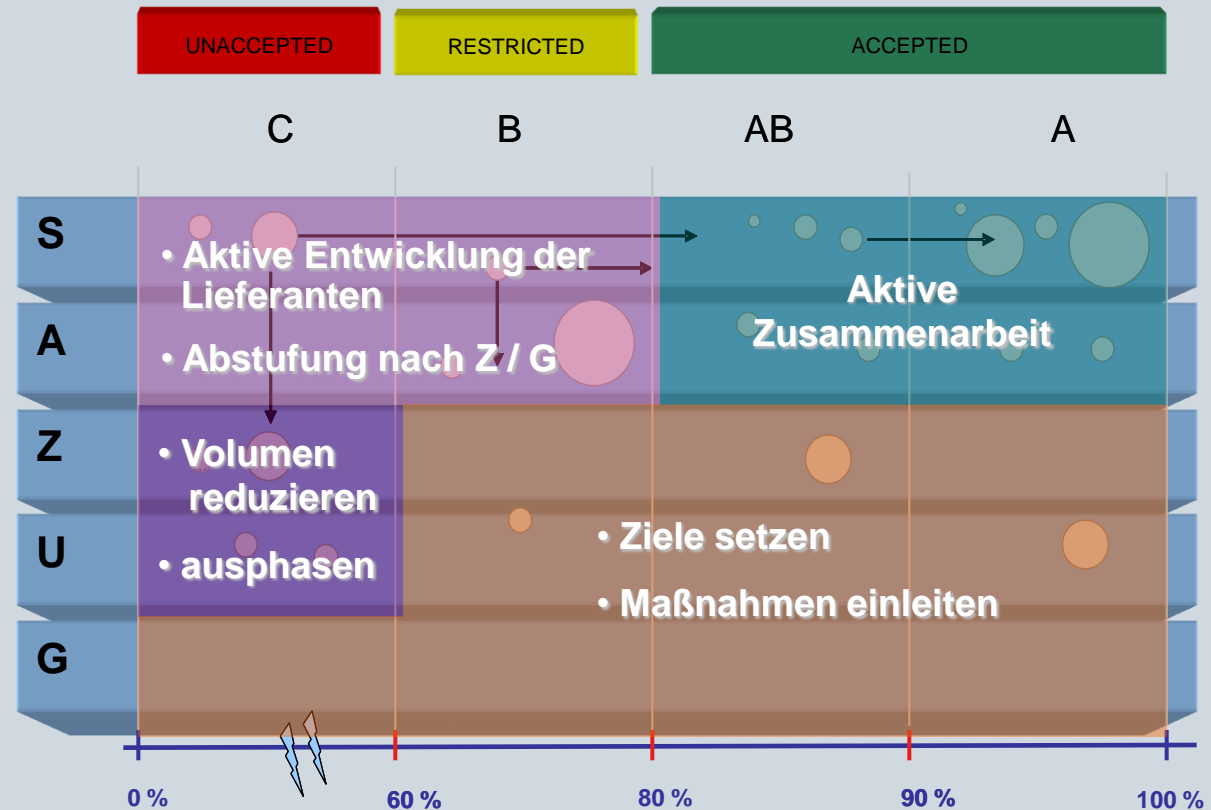 UNACCEPTED RESTRICTED ACCEPTED
C B AB A
S
• Aktive Entwicklung der
Lieferanten
Aktive
Zusammenarbeit
A
• Abstufung nach Z / G
Z
• Volumen
reduzieren
U
• ausphasen
• Ziele setzen
• Maßnahmen einleiten
G
0 % 60 % 80 % 90 % 100 %